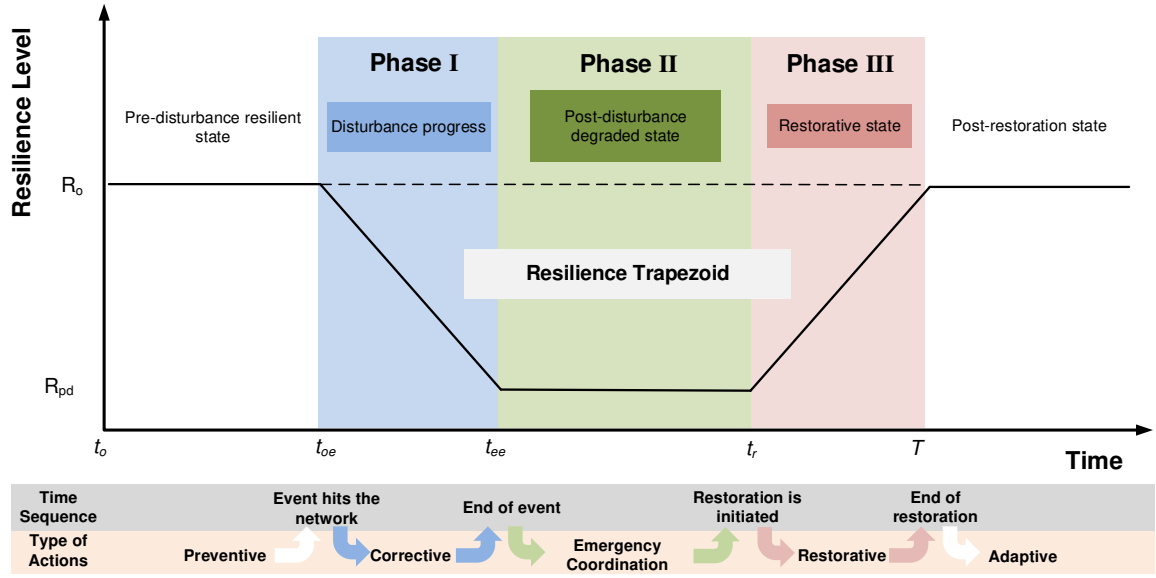 Resilience Level
Phase I
Phase II
Phase III
Pre-disturbance resilient
state
Disturbance progress
Post-disturbance
degraded state
Restorative state
Post-restoration state
Ro
Resilience Trapezoid
Rpd
to
toe
tee
tr
T
Time
Time
Sequence
Event hits the
network
End of event
Restoration is
initiated
End of
restoration
Type of
Actions
Preventive
Corrective
Emergency
Coordination
Restorative
Adaptive